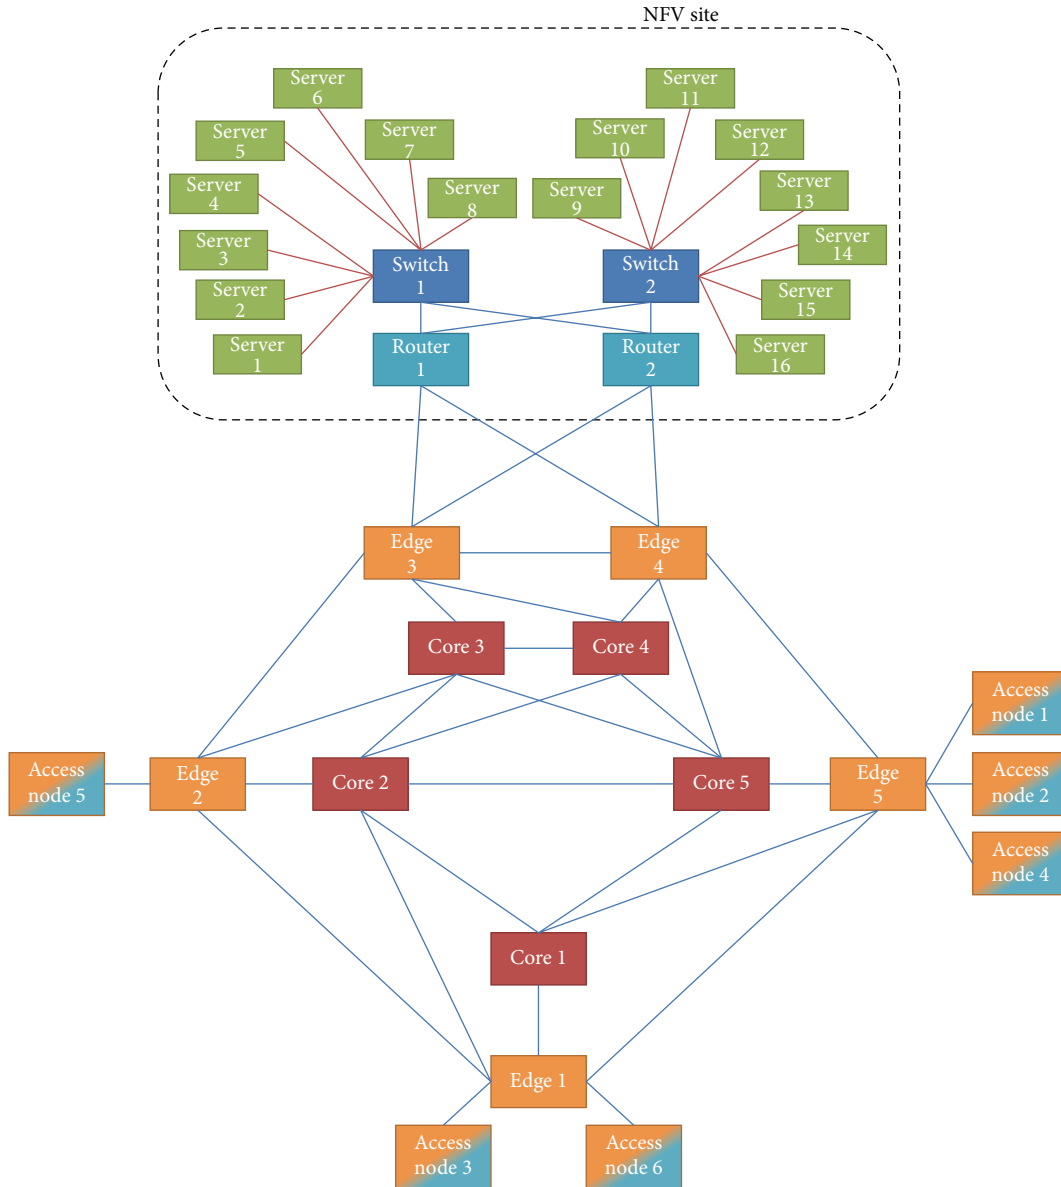 NFV site
Server
6
Server
11
Server
5
Server
7
Server
10
Server
12
Server
4
Server
8
Server
9
Server
13
Server
3
Server
14
Switch
1
Switch
2
Server
2
Server
15
Server
1
Router
1
Router
2
Server
16
Edge
3
Edge
4
Core 3
Core 4
Access
node 1
Access
node 5
Edge
2
Core 2
Core 5
Edge
5
Access
node 2
Access
node 4
Core 1
Edge 1
Access
node 3
Access
node 6